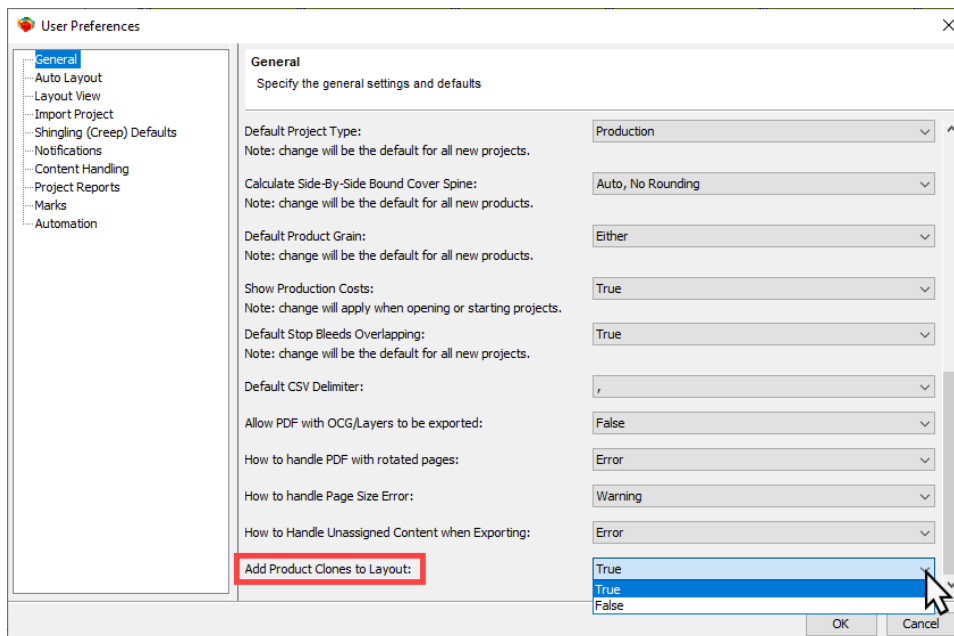 User Preferences
General
Auto Layout
Layout View
Import Project
Shingling (Creep) Defaults
Notifications
Content Handling
Project Reports
Marks
Automation
General
Specify the general settings and defaults
Default Project Type: Production
Note: change will be the default for all new projects.
Calculate Side-By-Side Bound Cover Spine: Auto, No Rounding
Note: change will be the default for all new products.
Default Product Grain: Either
Note: change will be the default for all new products.
Show Production Costs: True
Note: change will apply when opening or starting projects.
Default Stop Bleeds Overlapping: True
Note: change will be the default for all new projects.
Default CSV Delimiter: ,
Allow PDF with OCG/Layers to be exported: False
How to handle PDF with rotated pages: Error
How to handle Page Size Error: Warning
How to Handle Unassigned Content when Exporting: Error
Add Product Clones to Layout: True
True
False
OK Cancel